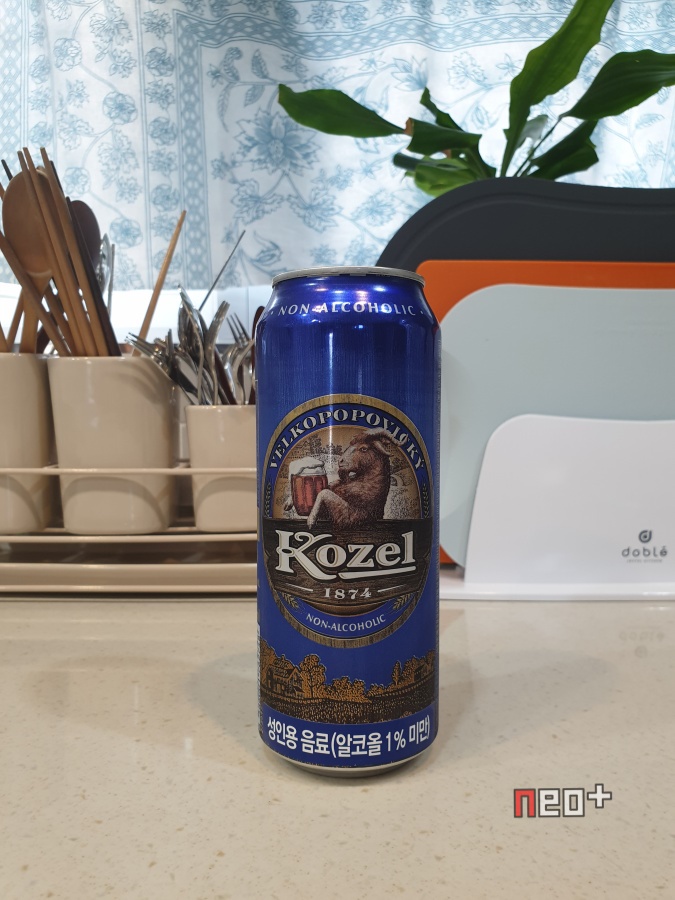 NON-ALCOHOLIC
VELKOPOPOVICKÝ
Kozel
1874
NON-ALCOHOLIC
성인용 음료(알코올 1% 미만)
doblé
neo+